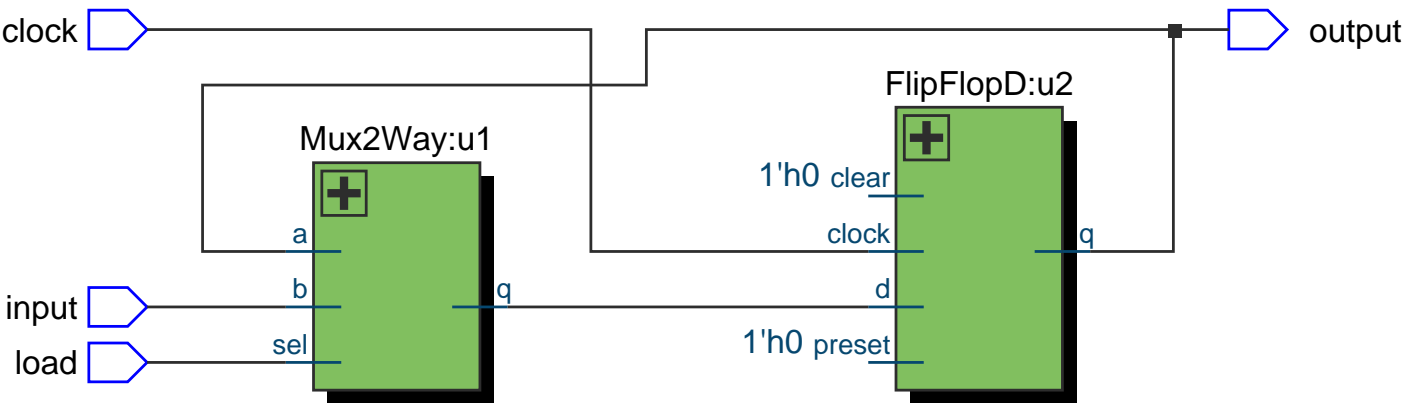 clock
output
FlipFlopD:u2
Mux2Way:u1
1'h0 clear
a
clock
q
input
b
q
d
load
sel
1'h0 preset